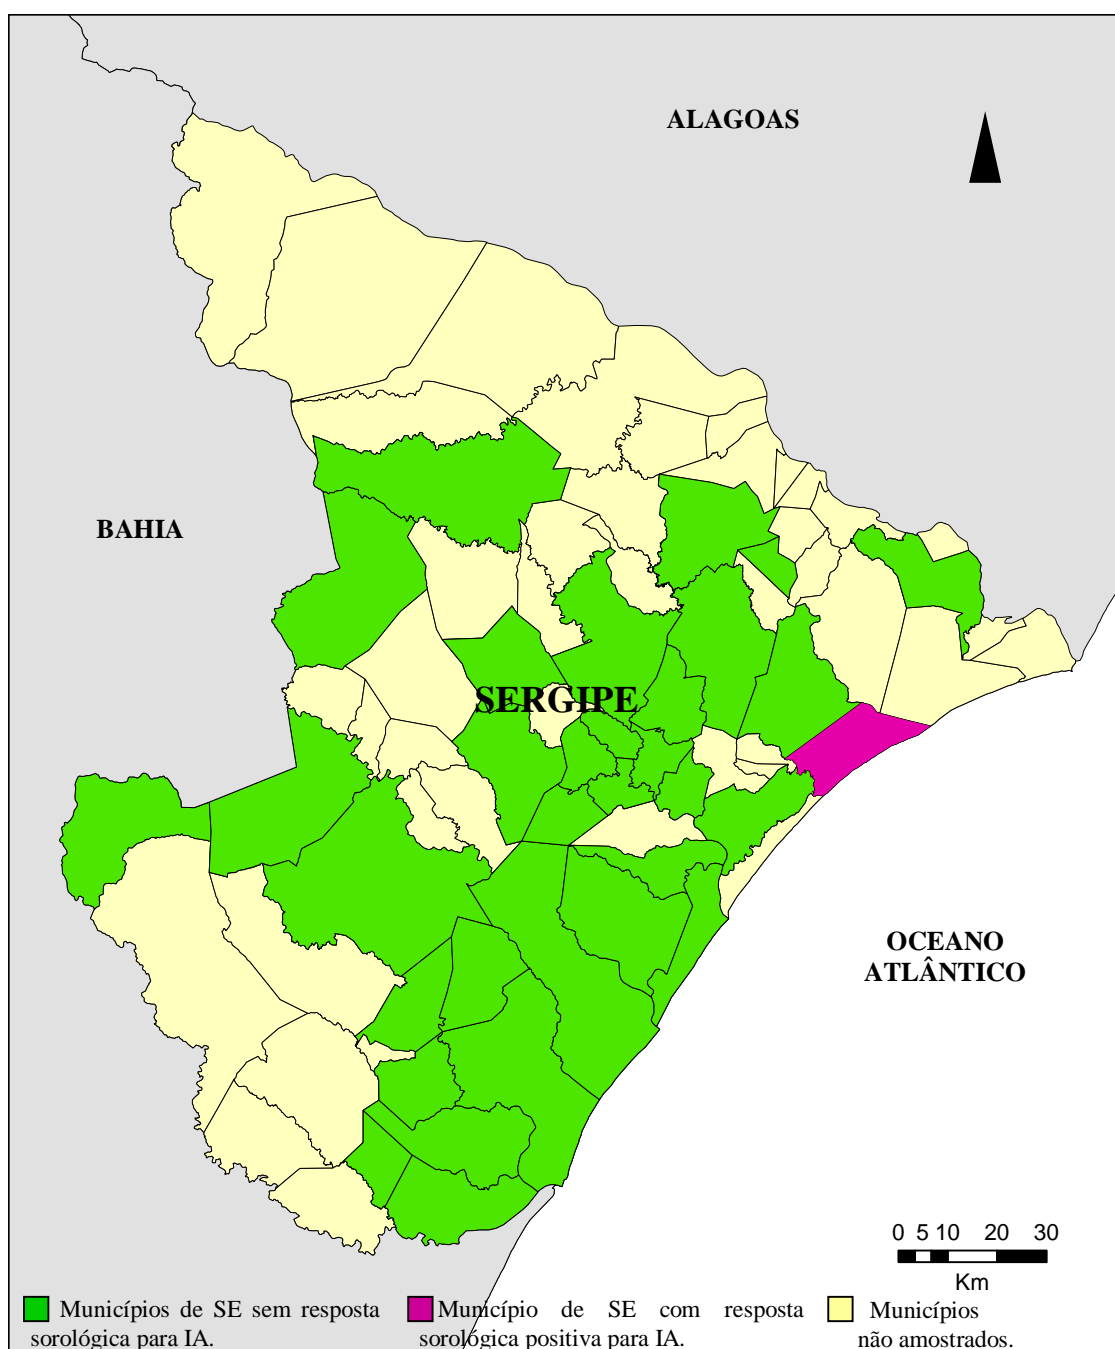 ALAGOAS
BAHIA
SERGIPE
OCEANO
ATLÂNTICO
0 5 10 20 30
Km
Municípios de SE sem resposta
sorológica para IA.
Município de SE com resposta
sorológica positiva para IA.
Municípios
não amostrados.